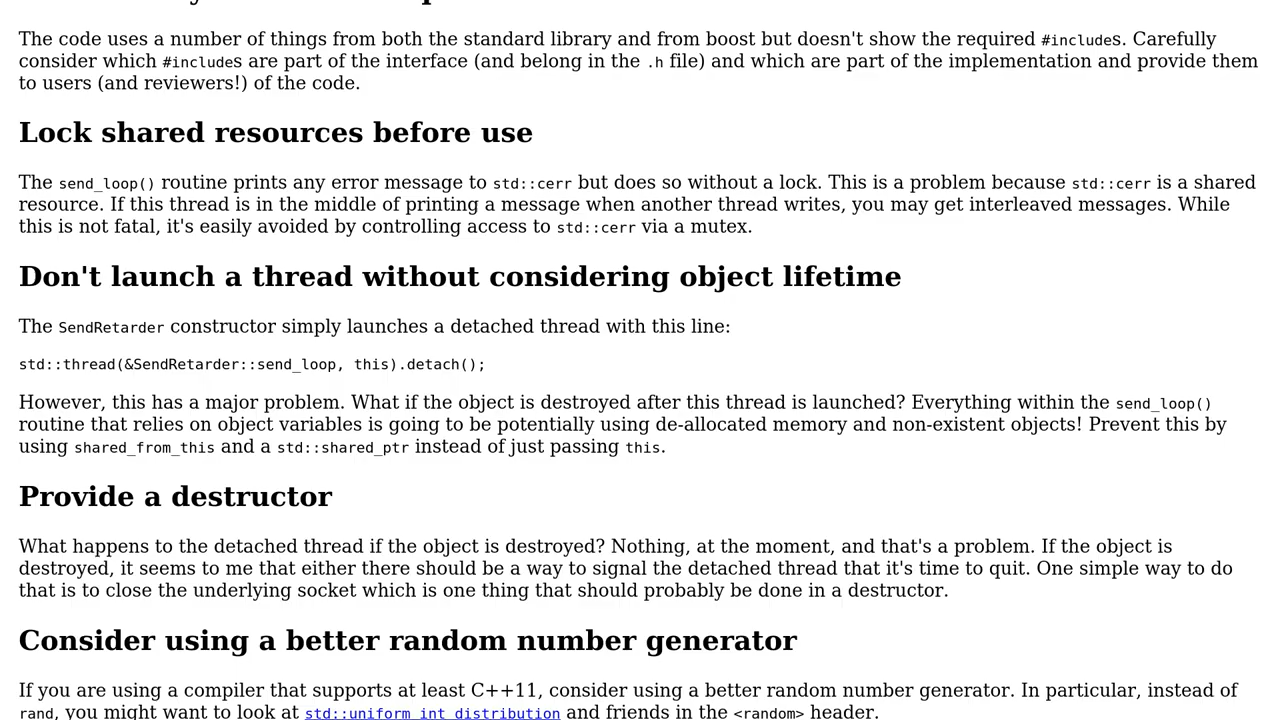 The code uses a number of things from both the standard library and from boost but doesn't show the required #includes. Carefully
consider which #includes are part of the interface (and belong in the .h file) and which are part of the implementation and provide them
to users (and reviewers!) of the code.
Lock shared resources before use
The send_loop() routine prints any error message to std::cerr but does so without a lock. This is a problem because std::cerr is a shared
resource. If this thread is in the middle of printing a message when another thread writes, you may get interleaved messages. While
this is not fatal, it's easily avoided by controlling access to std::cerr via a mutex.
Don't launch a thread without considering object lifetime
The SendRetarder constructor simply launches a detached thread with this line:
std::thread(&SendRetarder::send_loop, this).detach();
However, this has a major problem. What if the object is destroyed after this thread is launched? Everything within the send_loop()
routine that relies on object variables is going to be potentially using de-allocated memory and non-existent objects! Prevent this by
using shared_from_this and a std::shared_ptr instead of just passing this.
Provide a destructor
What happens to the detached thread if the object is destroyed? Nothing, at the moment, and that's a problem. If the object is
destroyed, it seems to me that either there should be a way to signal the detached thread that it's time to quit. One simple way to do
that is to close the underlying socket which is one thing that should probably be done in a destructor.
Consider using a better random number generator
If you are using a compiler that supports at least C++11, consider using a better random number generator. In particular, instead of
rand, you might want to look at std::uniform_int_distribution and friends in the <random> header.